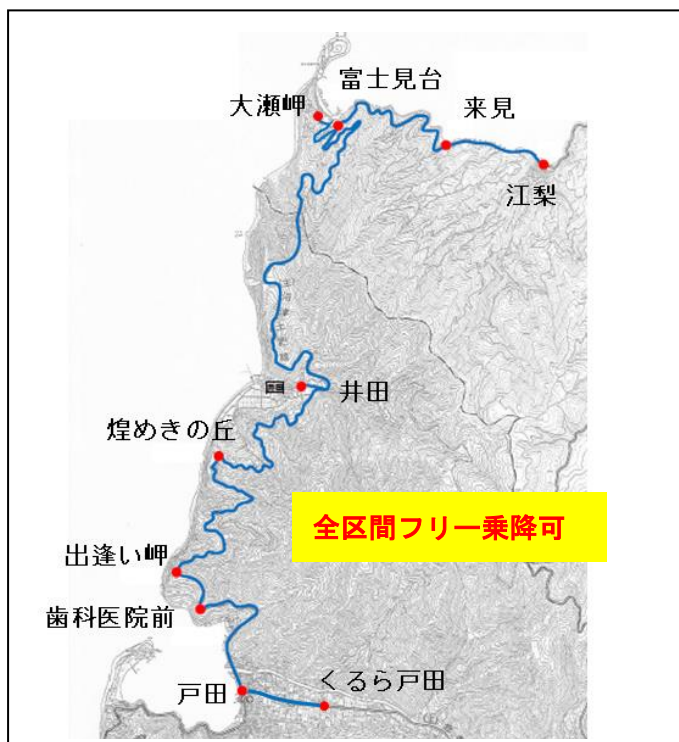 富士見台
大瀬岬
来見
江梨
井田
煌めきの丘
全区間フリー乗降可
出逢い岬
歯科医院前
くるら戸田
戸田